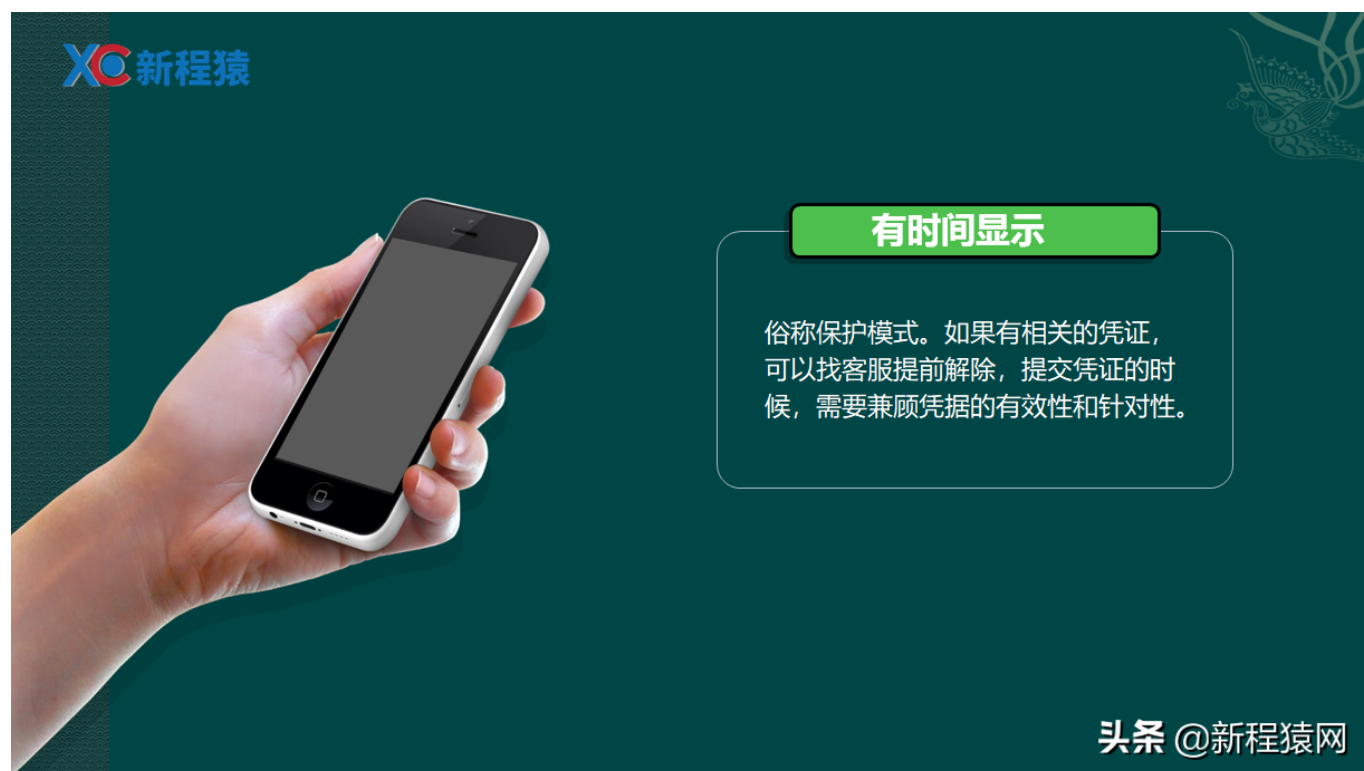 XC新程猿
有时间显示
俗称保护模式。如果有相关的凭证，
可以找客服提前解除，提交凭证的时
候，需要兼顾凭据的有效性和针对性。
头条 @新程猿网